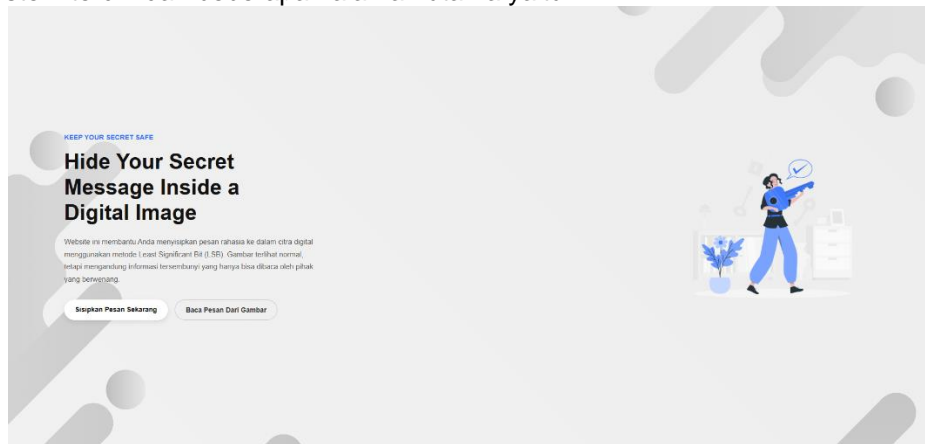 KEEP YOUR SECRET SAFE
Hide Your Secret
Message Inside a
Digital Image
Website ini membantu Anda menyisipkan pesan rahasia ke dalam citra digital
menggunakan metode Least Significant Bit (LSB). Gambar terlihat normal,
tetapi mengandung informasi tersembunyi yang hanya bisa dibaca oleh pihak
yang berwenang.
Sisipkan Pesan Sekarang
Baca Pesan Dari Gambar